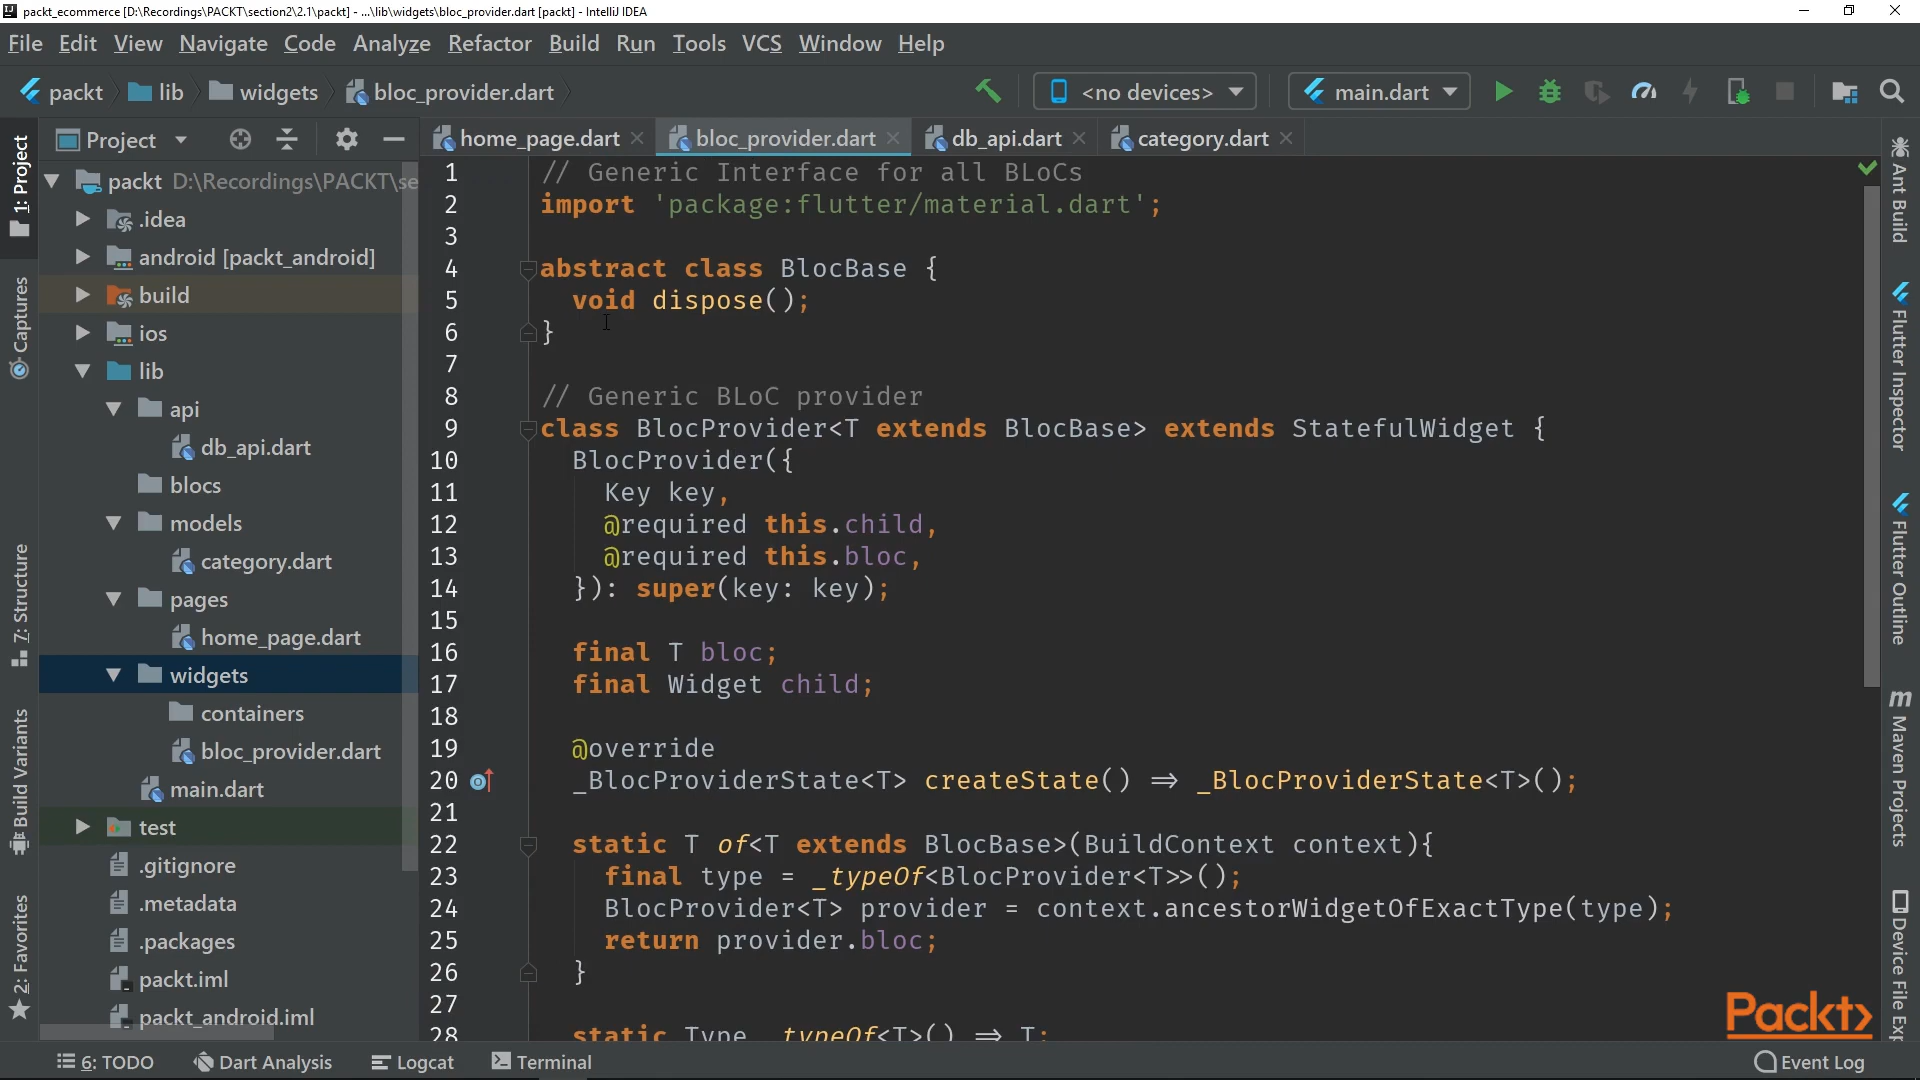 packt_ecommerce [D:\Recordings\PACKT\section2\2.1\packt] - ...\lib\widgets\bloc_provider.dart [packt] - IntelliJ IDEA
File Edit View Navigate Code Analyze Refactor Build Run Tools VCS Window Help
packt lib widgets bloc_provider.dart <no devices> main.dart
Project home_page.dart bloc_provider.dart db_api.dart category.dart
1: Project
Captures
7: Structure
Build Variants
2: Favorites
packt D:\Recordings\PACKT\se
.idea
android [packt_android]
build
ios
lib
api
db_api.dart
blocs
models
category.dart
pages
home_page.dart
widgets
containers
bloc_provider.dart
main.dart
test
.gitignore
.metadata
.packages
packt.iml
packt_android.iml
1 // Generic Interface for all BLoCs
2 import 'package:flutter/material.dart';
3
4 abstract class BlocBase {
5 void dispose();
6 }
7
8 // Generic BLoC provider
9 class BlocProvider<T extends BlocBase> extends StatefulWidget {
10 BlocProvider({
11 Key key,
12 @required this.child,
13 @required this.bloc,
14 }): super(key: key);
15
16 final T bloc;
17 final Widget child;
18
19 @override
20 _BlocProviderState<T> createState() => _BlocProviderState<T>();
21
22 static T of<T extends BlocBase>(BuildContext context){
23 final type = _typeOf<BlocProvider<T>>();
24 BlocProvider<T> provider = context.ancestorWidgetOfExactType(type);
25 return provider.bloc;
26 }
27
28 static Type _typeOf<T>() => T;
Ant Build
Flutter Inspector
Flutter Outline
Maven Projects
Device File Exp
Packt>
6: TODO Dart Analysis Logcat Terminal Event Log